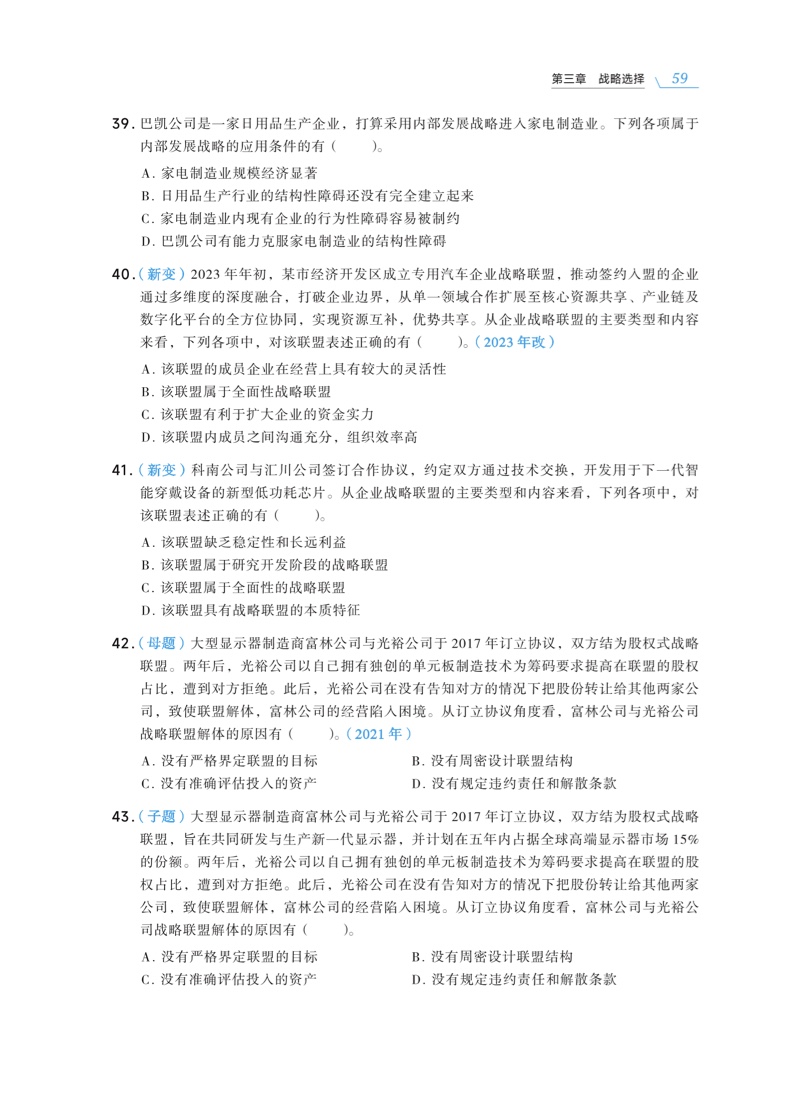 第三章　战略选择　59
39. 巴凯公司是一家日用品生产企业，打算采用内部发展战略进入家电制造业。下列各项属于
内部发展战略的应用条件的有（　　）。
A. 家电制造业规模经济显著
B. 日用品生产行业的结构性障碍还没有完全建立起来
C. 家电制造业内现有企业的行为性障碍容易被制约
D. 巴凯公司有能力克服家电制造业的结构性障碍
40.（新变）2023 年年初，某市经济开发区成立专用汽车企业战略联盟，推动签约入盟的企业
通过多维度的深度融合，打破企业边界，从单一领域合作扩展至核心资源共享、产业链及
数字化平台的全方位协同，实现资源互补，优势共享。从企业战略联盟的主要类型和内容
来看，下列各项中，对该联盟表述正确的有（　　）。（2023 年改）
A. 该联盟的成员企业在经营上具有较大的灵活性
B. 该联盟属于全面性战略联盟
C. 该联盟有利于扩大企业的资金实力
D. 该联盟内成员之间沟通充分，组织效率高
41.（新变）科南公司与汇川公司签订合作协议，约定双方通过技术交换，开发用于下一代智
能穿戴设备的新型低功耗芯片。从企业战略联盟的主要类型和内容来看，下列各项中，对
该联盟表述正确的有（　　）。
A. 该联盟缺乏稳定性和长远利益
B. 该联盟属于研究开发阶段的战略联盟
C. 该联盟属于全面性的战略联盟
D. 该联盟具有战略联盟的本质特征
42.（母题）大型显示器制造商富林公司与光裕公司于 2017 年订立协议，双方结为股权式战略
联盟。两年后，光裕公司以自己拥有独创的单元板制造技术为筹码要求提高在联盟的股权
占比，遭到对方拒绝。此后，光裕公司在没有告知对方的情况下把股份转让给其他两家公
司，致使联盟解体，富林公司的经营陷入困境。从订立协议角度看，富林公司与光裕公司
战略联盟解体的原因有（　　）。（2021 年）
A. 没有严格界定联盟的目标　B. 没有周密设计联盟结构
C. 没有准确评估投入的资产　D. 没有规定违约责任和解散条款
43.（子题）大型显示器制造商富林公司与光裕公司于 2017 年订立协议，双方结为股权式战略
联盟，旨在共同研发与生产新一代显示器，并计划在五年内占据全球高端显示器市场 15%
的份额。两年后，光裕公司以自己拥有独创的单元板制造技术为筹码要求提高在联盟的股
权占比，遭到对方拒绝。此后，光裕公司在没有告知对方的情况下把股份转让给其他两家
公司，致使联盟解体，富林公司的经营陷入困境。从订立协议角度看，富林公司与光裕公
司战略联盟解体的原因有（　　）。
A. 没有严格界定联盟的目标　B. 没有周密设计联盟结构
C. 没有准确评估投入的资产　D. 没有规定违约责任和解散条款